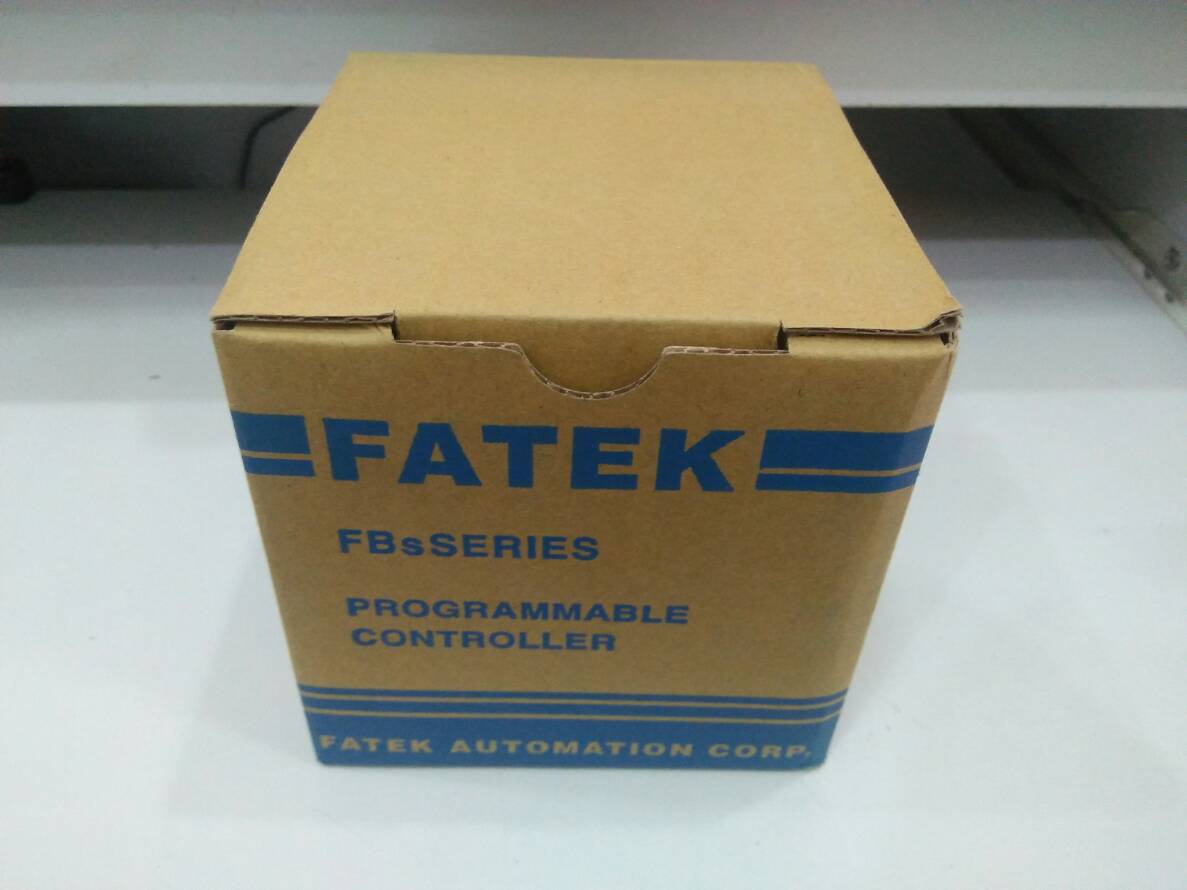 FATEK
FBsSERIES
PROGRAMMABLE
CONTROLLER
FATEK AUTOMATION CORP.